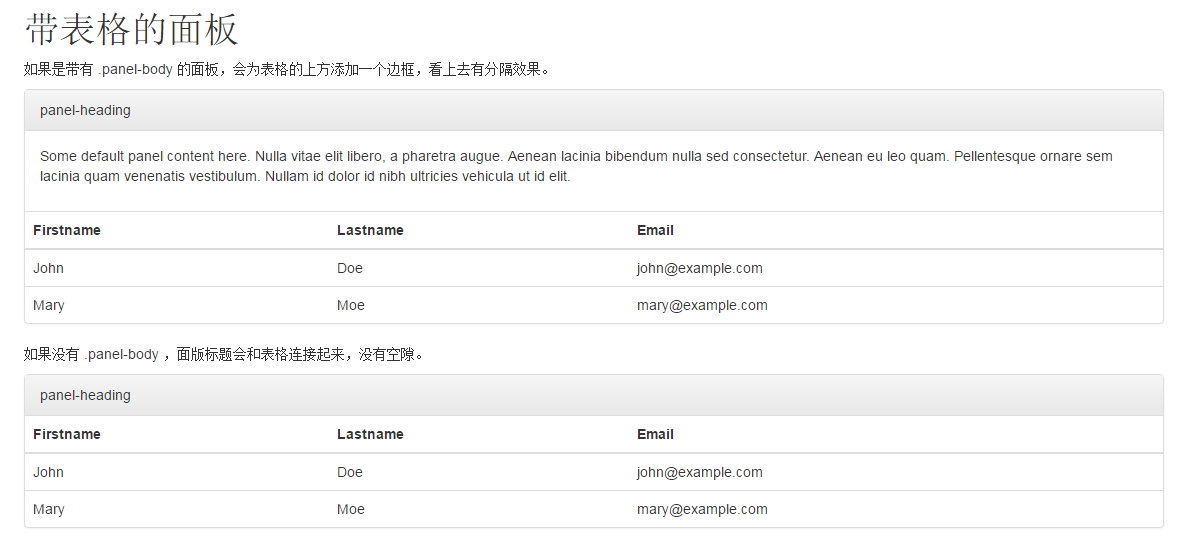 带表格的面板
如果是带有 .panel-body 的面板，会为表格的上方添加一个边框，看上去有分隔效果。
panel-heading
Some default panel content here. Nulla vitae elit libero, a pharetra augue. Aenean lacinia bibendum nulla sed consectetur. Aenean eu leo quam. Pellentesque ornare sem
lacinia quam venenatis vestibulum. Nullam id dolor id nibh ultricies vehicula ut id elit.
Firstname Lastname Email
John Doe john@example.com
Mary Moe mary@example.com
如果没有 .panel-body ，面版标题会和表格连接起来，没有空隙。
panel-heading
Firstname Lastname Email
John Doe john@example.com
Mary Moe mary@example.com